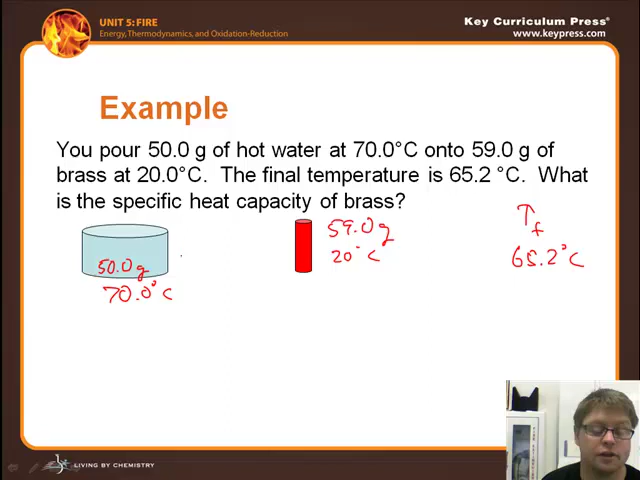 UNIT 5: FIRE
Energy, Thermodynamics, and Oxidation-Reduction
Key Curriculum Press®
www.keypress.com
Example
You pour 50.0 g of hot water at 70.0°C onto 59.0 g of
brass at 20.0°C. The final temperature is 65.2 °C. What
is the specific heat capacity of brass?
50.0g
70.0°C
59.0g
20°C
Tf
65.2°C
LIVING BY CHEMISTRY